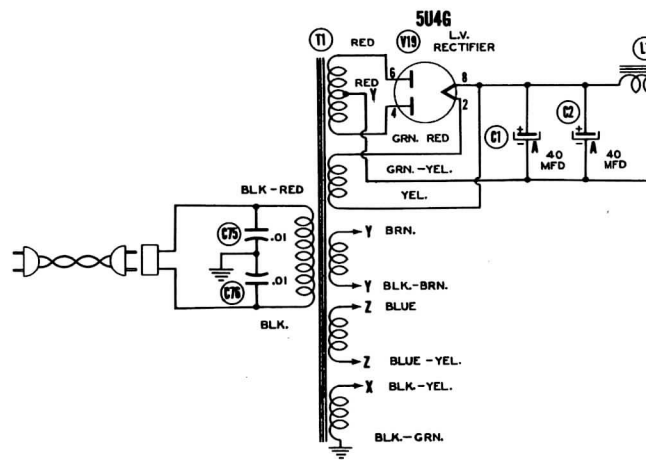 5U4G
T1
RED
V19
L.V.
RECTIFIER
6
8
RED
Y
4
2
GRN. RED
C1
+
-
A
40
MFD
C2
+
-
A
40
MFD
GRN.-YEL.
YEL.
BLK-RED
C75
.01
C76
.01
BLK.
Y BRN.
Y BLK-BRN.
Z BLUE
Z BLUE-YEL.
X BLK-YEL.
BLK.-GRN.